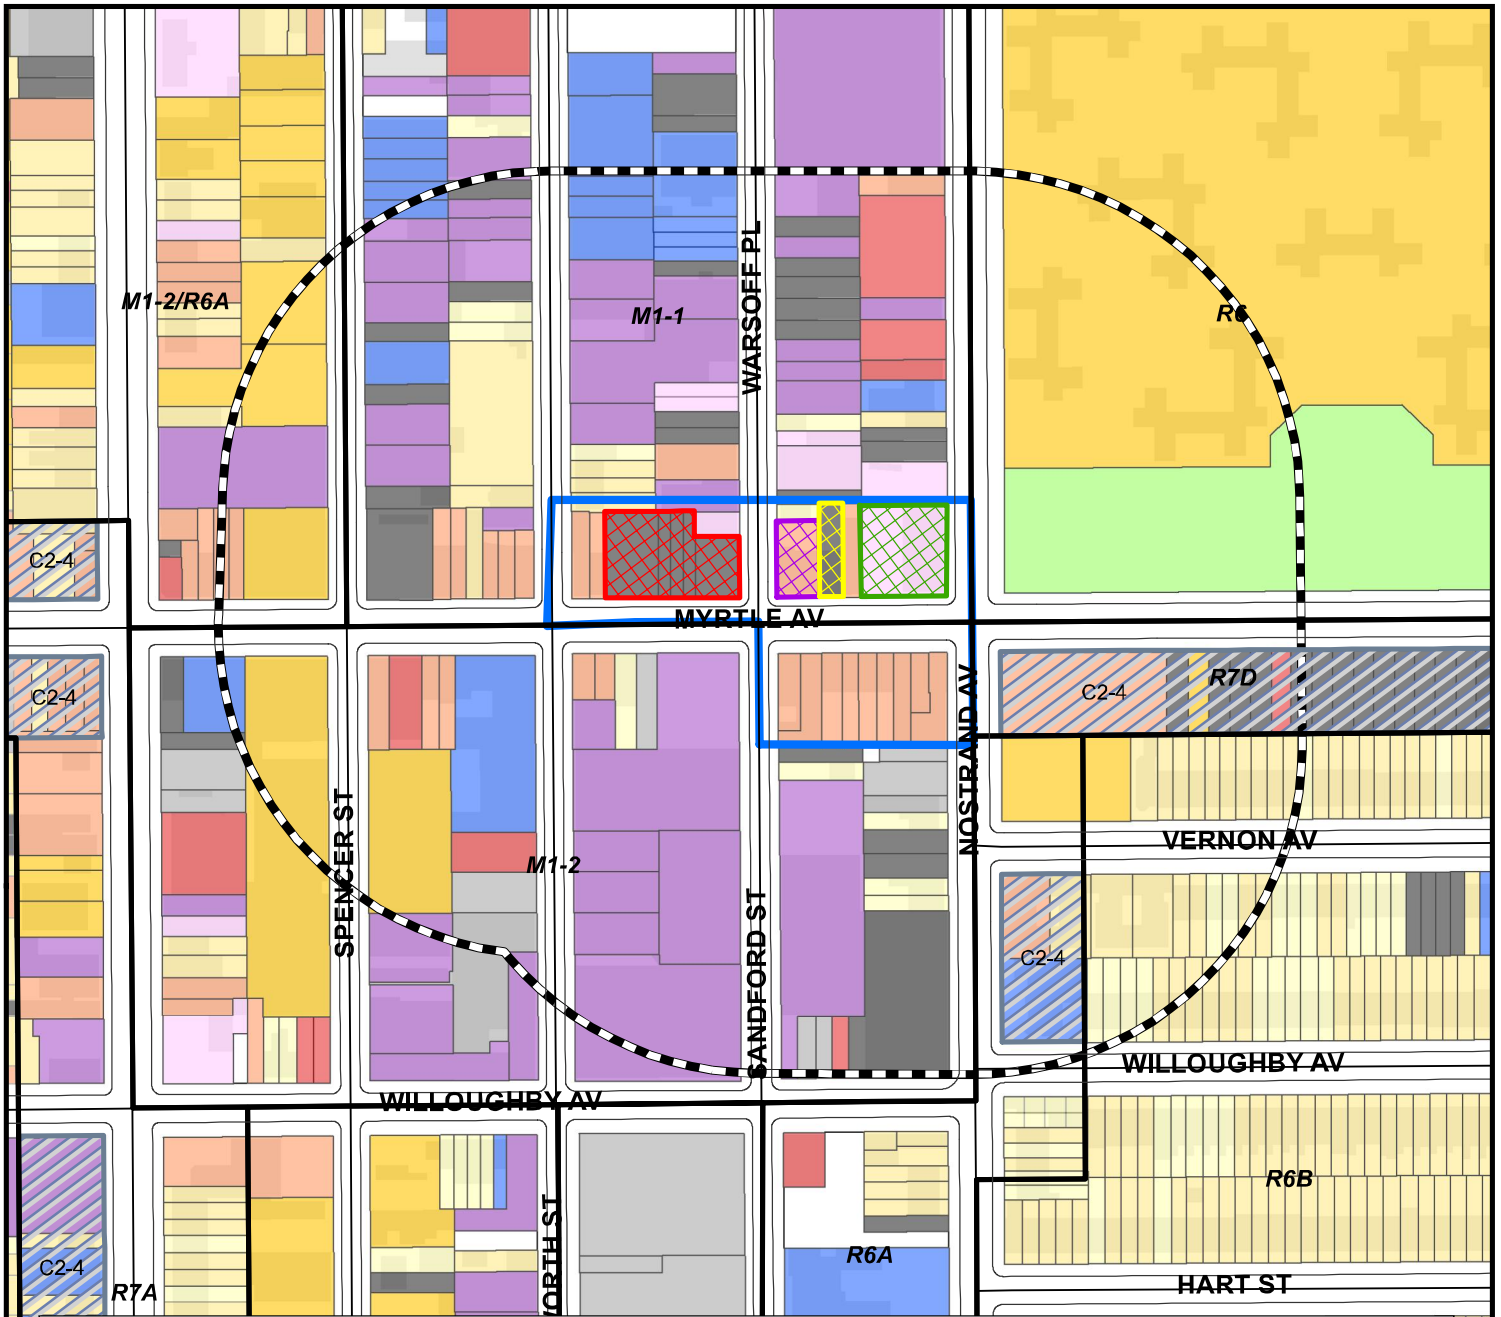 M1-2/R6A
M1-1
WARSOFF PL
R6
C2-4
MYRTLE AV
C2-4
C2-4
R7D
NOSTRAND AV
SPENCER ST
M1-2
VERNON AV
SANDFORD ST
C2-4
WILLOUGHBY AV
WILLOUGHBY AV
R6B
R6A
C2-4
R7A
HART ST